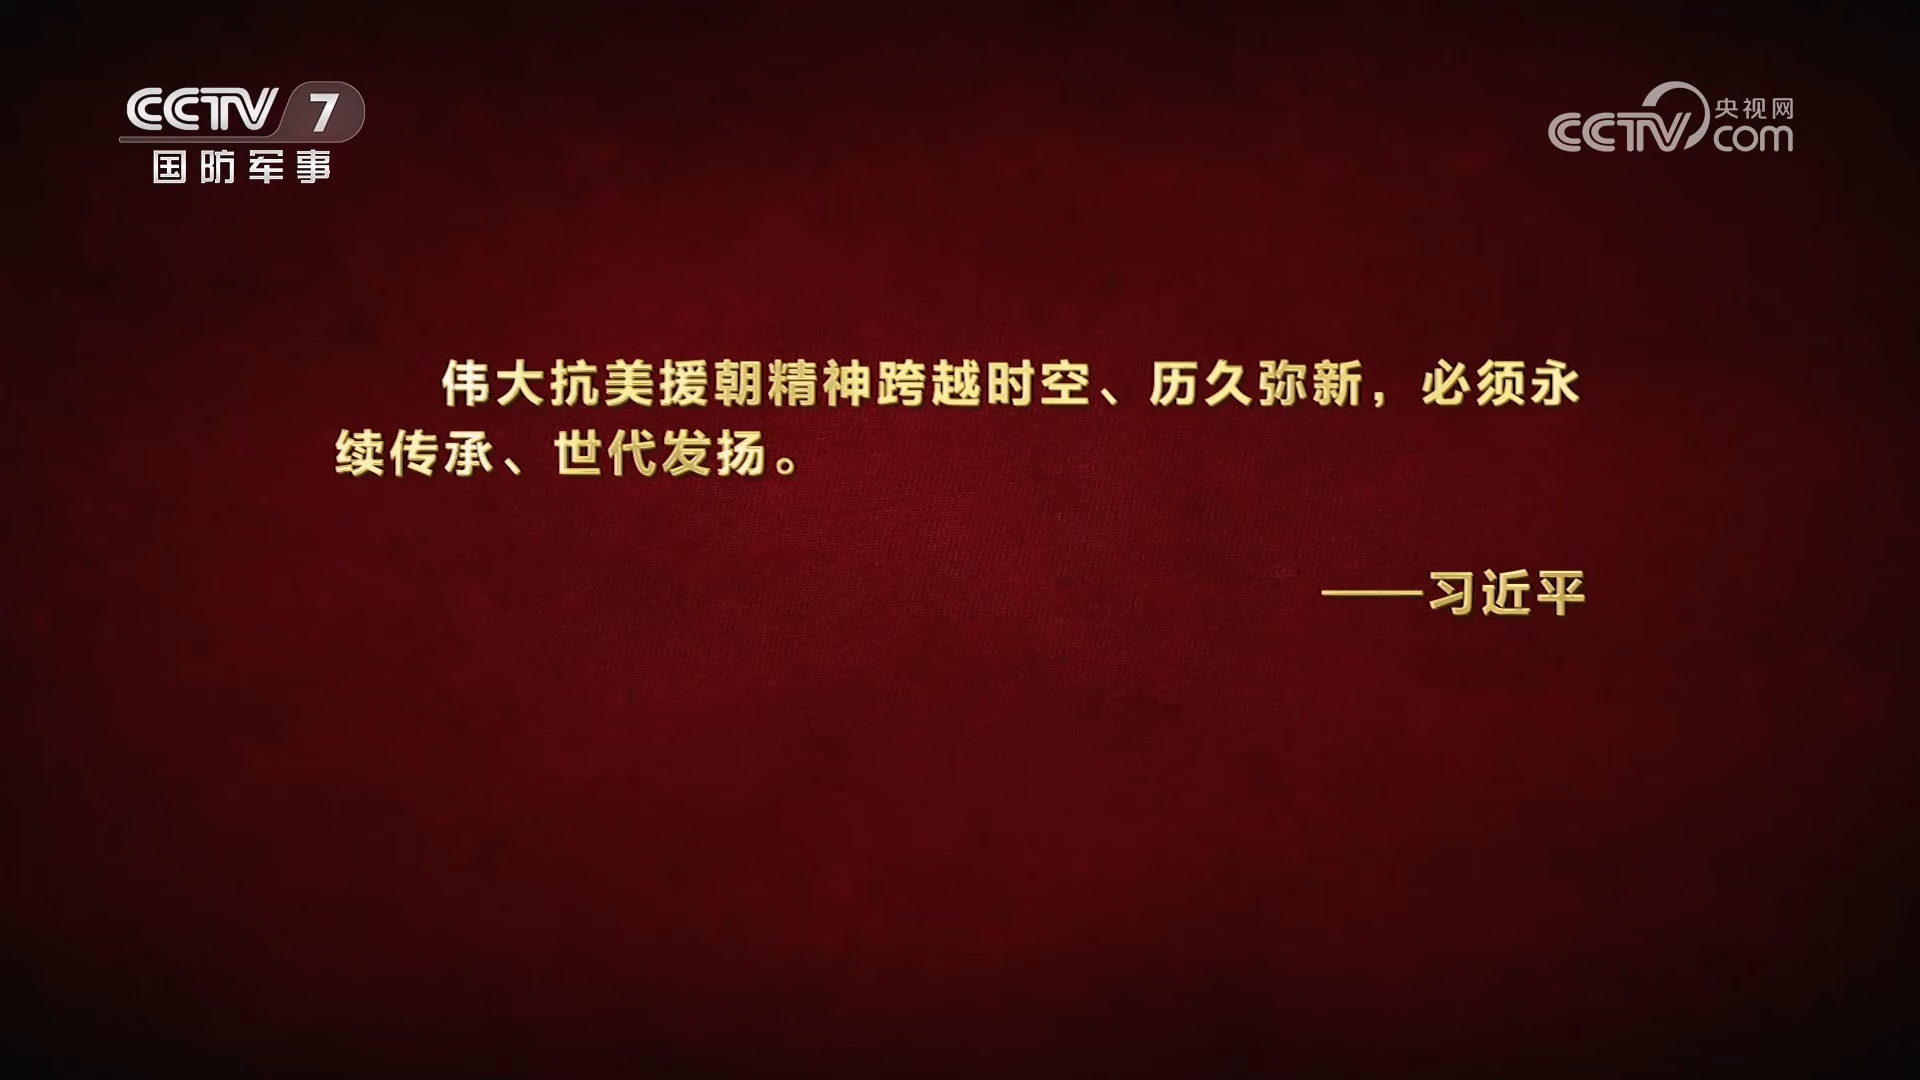 CCTV 7
国防军事
央视网
CCTV com
伟大抗美援朝精神跨越时空、历久弥新，必须永
续传承、世代发扬。
——习近平